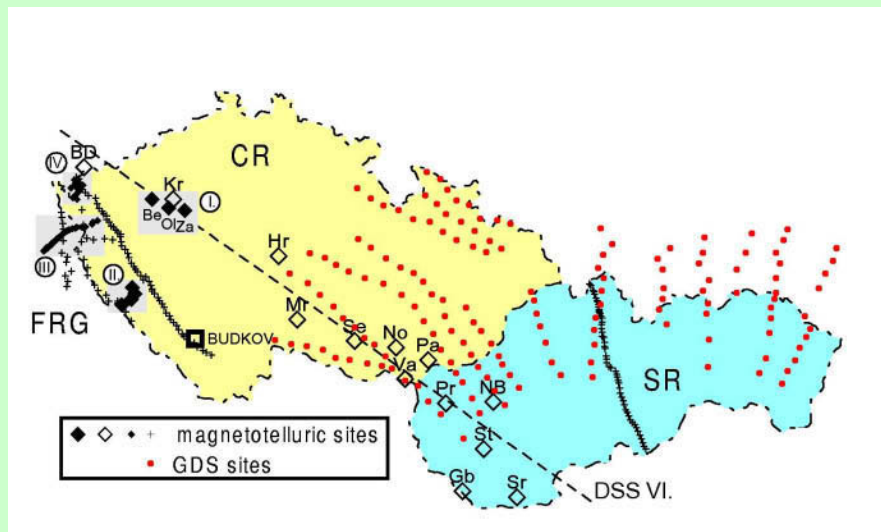 CR
IV
BD
Kr
I.
Be Ol Za
Hr
III
II
FRG
Mr
BUDKOV
Se
No
Pa
Va
Pr
NB
SR
St
Gb
Sr
DSS VI.
magnetotelluric sites
GDS sites